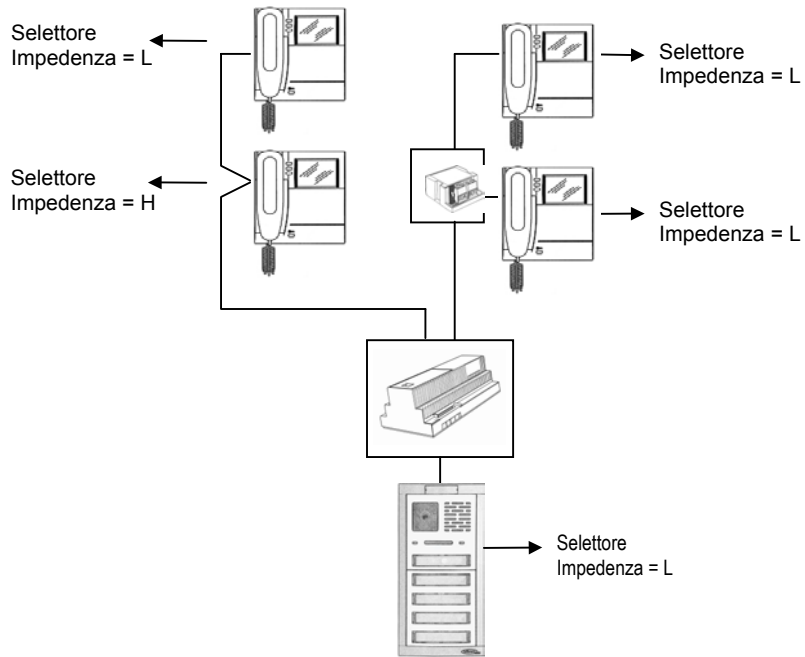 Selettore
Impedenza = L
Selettore
Impedenza = L
Selettore
Impedenza = H
Selettore
Impedenza = L
Selettore
Impedenza = L